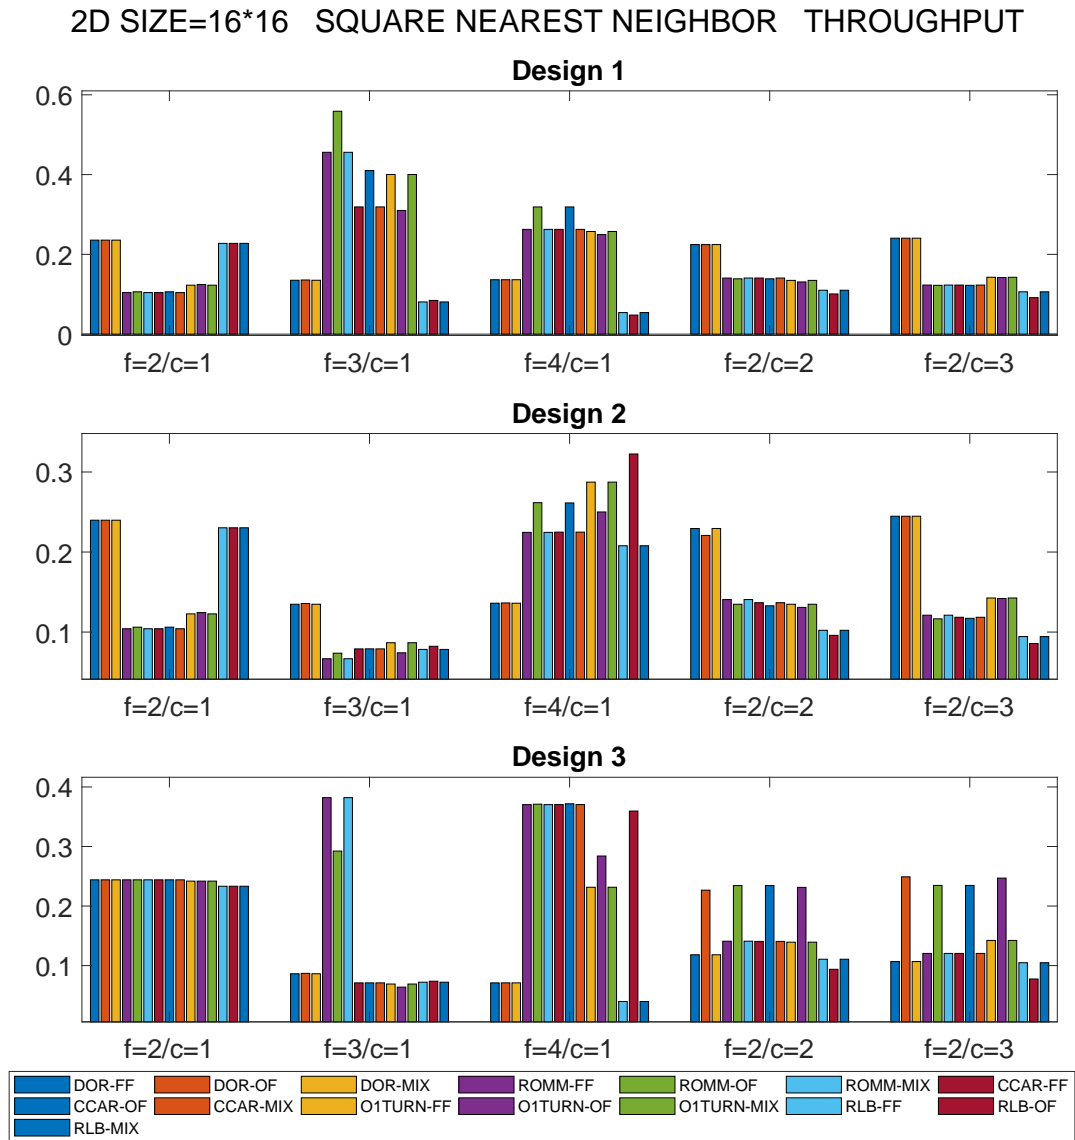 2D SIZE=16*16 SQUARE NEAREST NEIGHBOR THROUGHPUT
Design 1
0.6
0.4
0.2
0
f=2/c=1 f=3/c=1 f=4/c=1 f=2/c=2 f=2/c=3
Design 2
0.3
0.2
0.1
f=2/c=1 f=3/c=1 f=4/c=1 f=2/c=2 f=2/c=3
Design 3
0.4
0.3
0.2
0.1
f=2/c=1 f=3/c=1 f=4/c=1 f=2/c=2 f=2/c=3
DOR-FF DOR-OF DOR-MIX ROMM-FF ROMM-OF ROMM-MIX CCAR-FF
CCAR-OF CCAR-MIX O1TURN-FF O1TURN-OF O1TURN-MIX RLB-FF RLB-OF
RLB-MIX